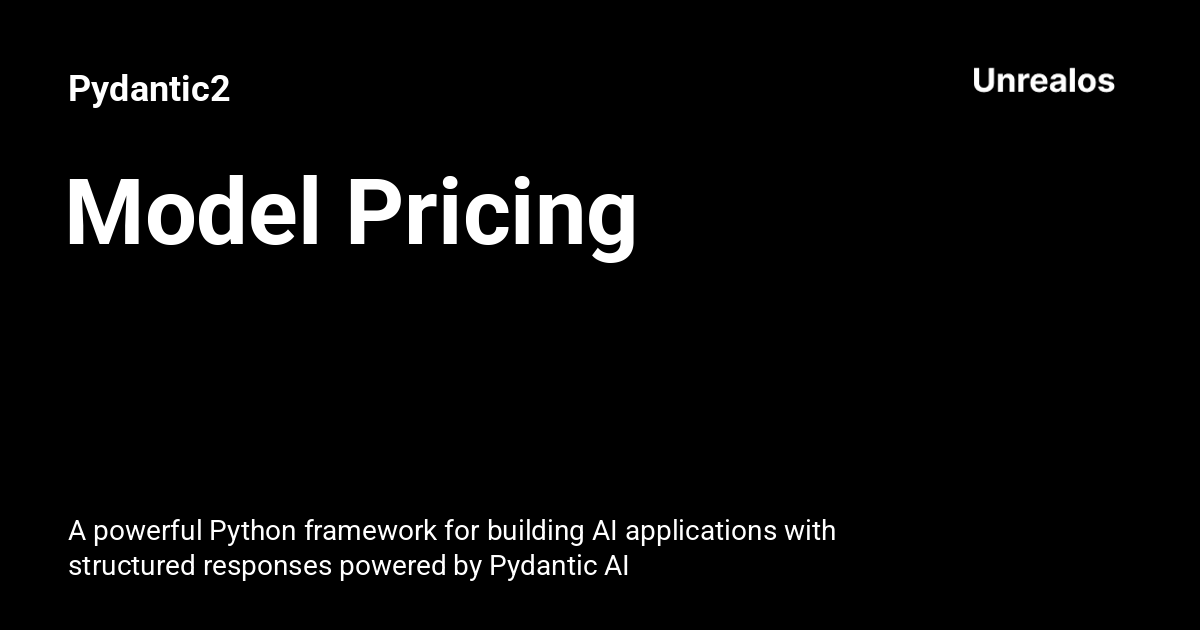 Pydantic2
Unrealos
Model Pricing
A powerful Python framework for building AI applications with
structured responses powered by Pydantic AI